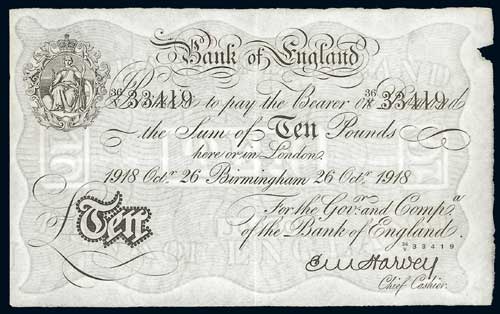 Bank of England
36 33419 36 33419
Promise to pay the Bearer on Demand
the Sum of Ten Pounds
here or in London
1918 Octr. 26 Birmingham 26 Octr. 1918
For the Govr. and Compa.
of the Bank of England.
£Ten
36 33419
E M Harvey
Chief Cashier.